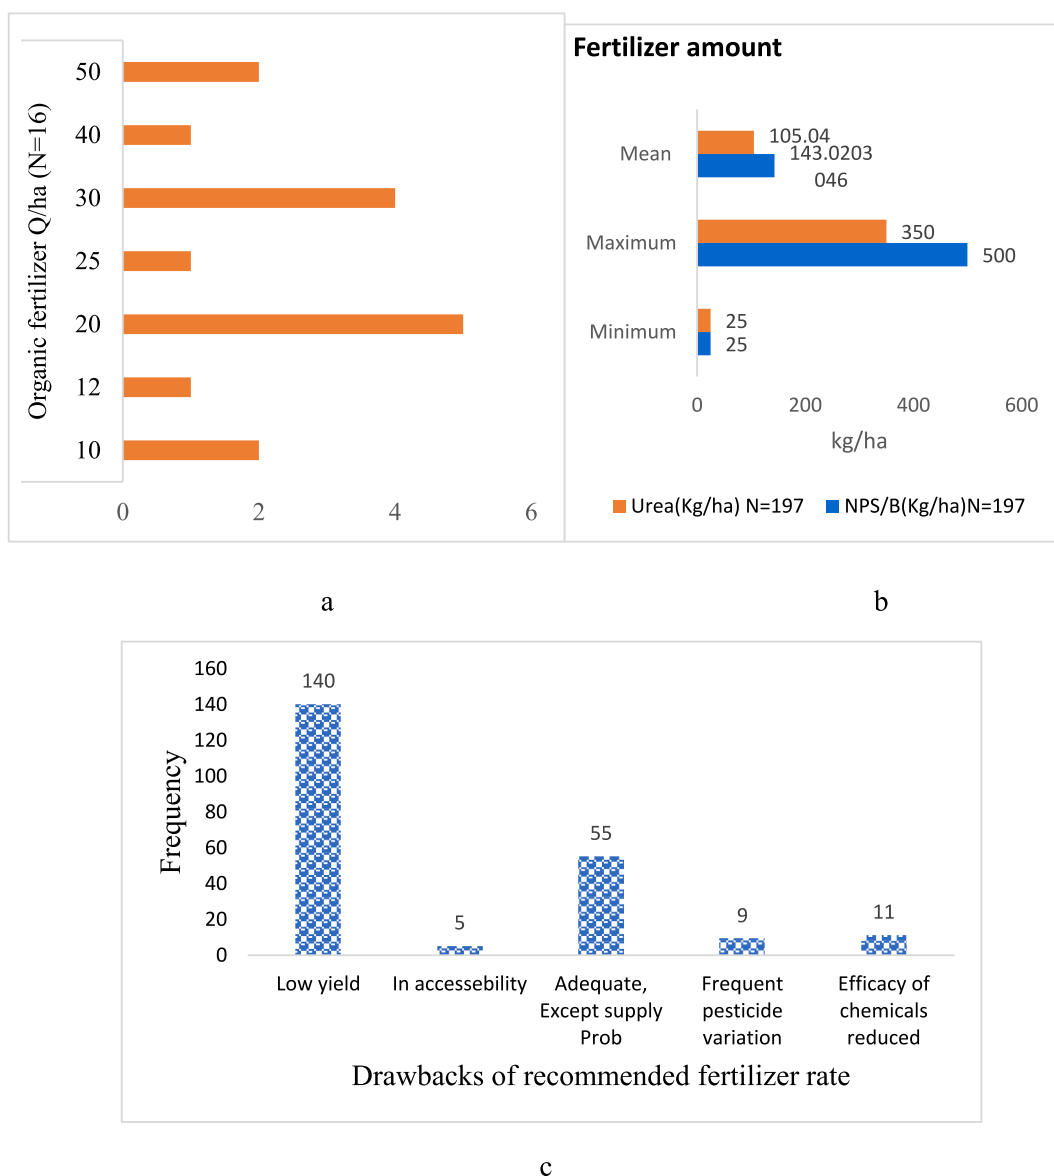 Organic fertilizer Q/ha (N=16)
50
40
30
25
20
12
10
0 2 4 6
a
Fertilizer amount
Mean
105.04
143.0203
046
Maximum
350
500
Minimum
25
25
0 200 400 600
kg/ha
Urea(Kg/ha) N=197 NPS/B(Kg/ha)N=197
b
Frequency
160
140
120
100
80
60
40
20
0
140
5
55
9
11
Low yield
In accessebility
Adequate,
Except supply
Prob
Frequent
pesticide
variation
Efficacy of
chemicals
reduced
Drawbacks of recommended fertilizer rate
c